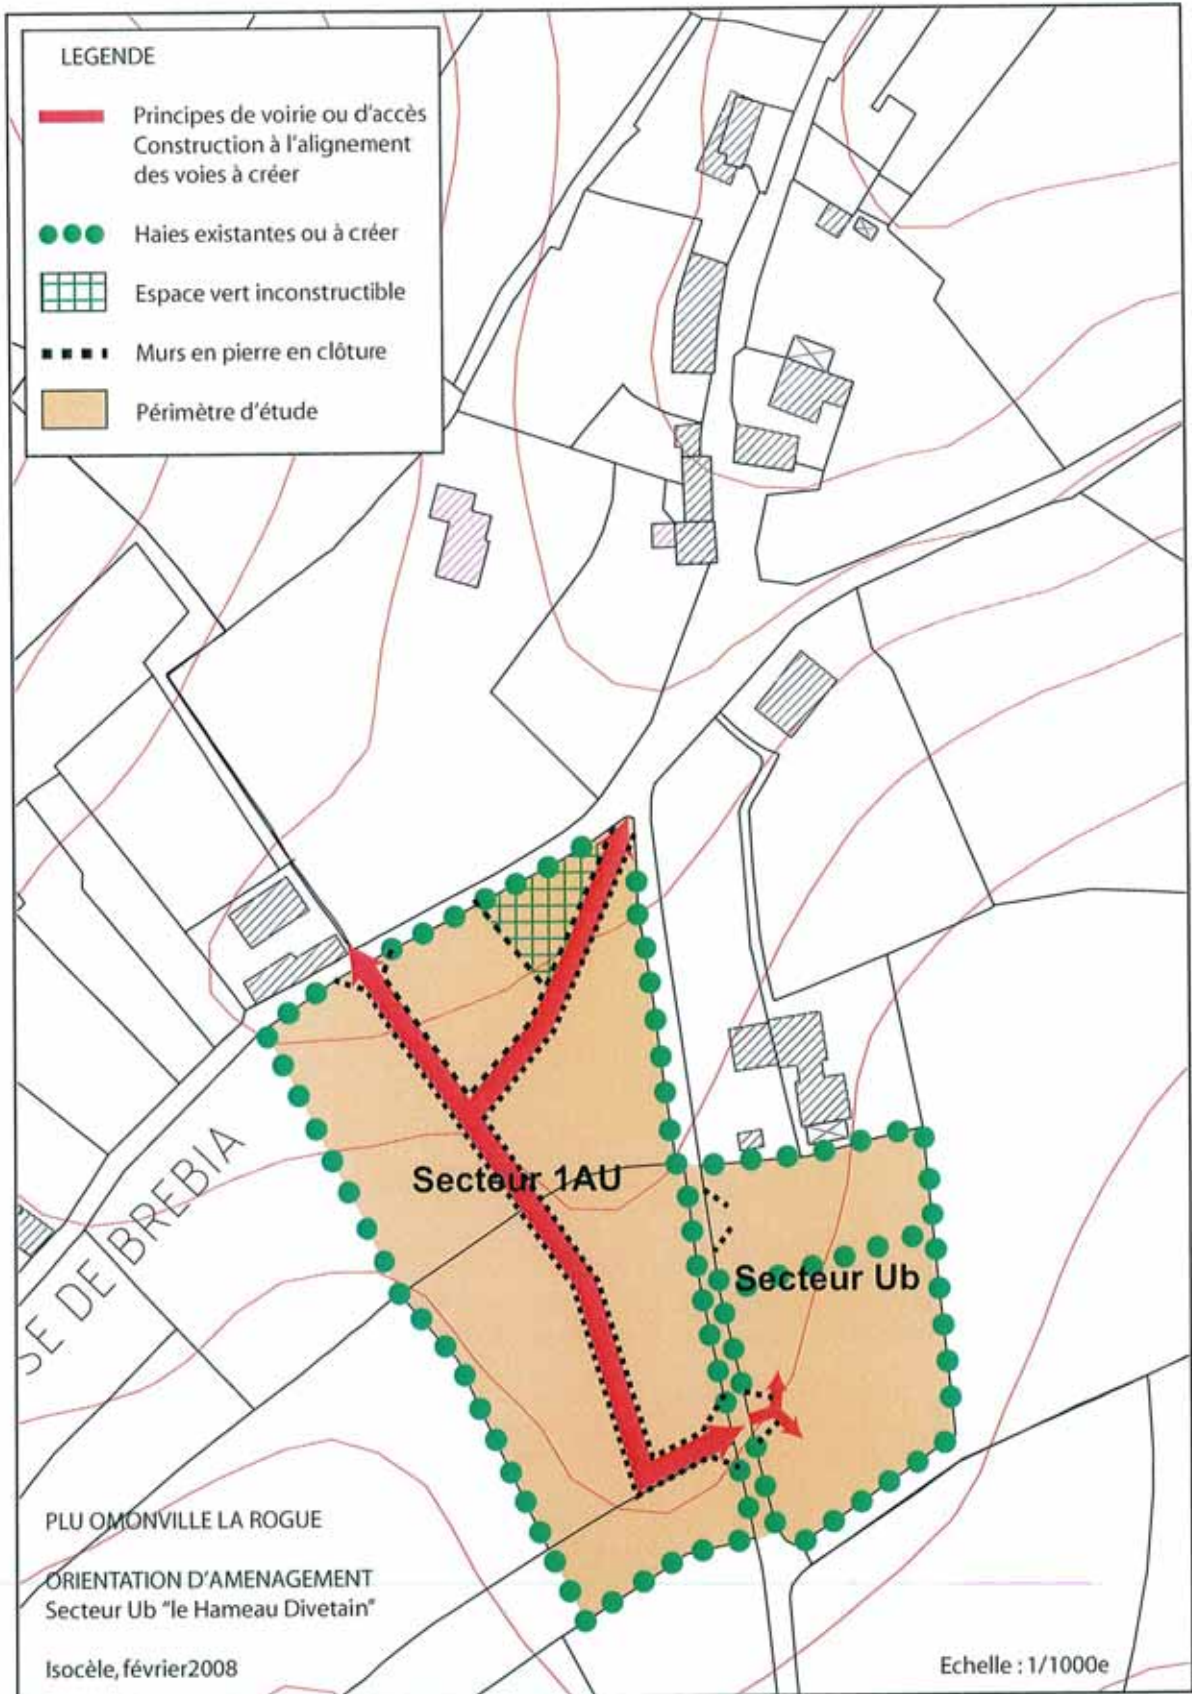 LEGENDE
Principes de voirie ou d'accès
Construction à l'alignement
des voies à créer
Haies existantes ou à créer
Espace vert inconstructible
Murs en pierre en clôture
Périmètre d'étude
SE DE BREBIA
Secteur 1AU
Secteur Ub
PLU OMONVILLE LA ROGUE
ORIENTATION D'AMENAGEMENT
Secteur Ub "le Hameau Divetain"
Isocèle, février2008
Echelle : 1/1000e